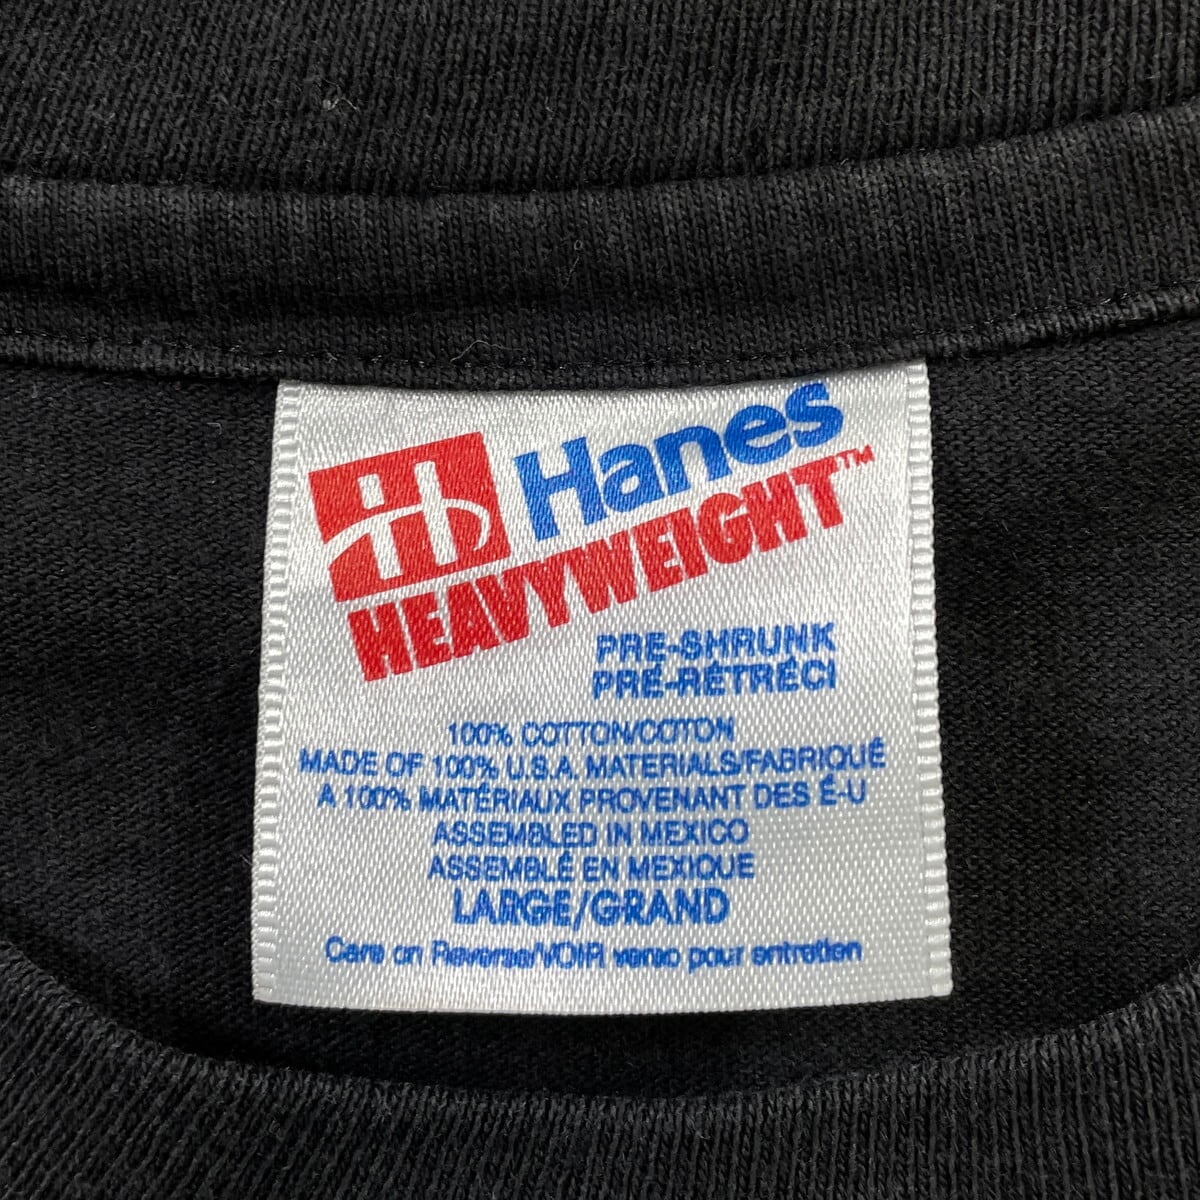 Hanes
HEAVYWEIGHT™
PRE-SHRUNK
PRÉ-RÉTRÉCI
100% COTTON/COTON
MADE OF 100% U.S.A. MATERIALS/FABRIQUÉ
A 100% MATÉRIAUX PROVENANT DES É-U
ASSEMBLED IN MEXICO
ASSEMBLÉ EN MEXIQUE
LARGE/GRAND
Care on Reverse/VOIR verso pour entretien